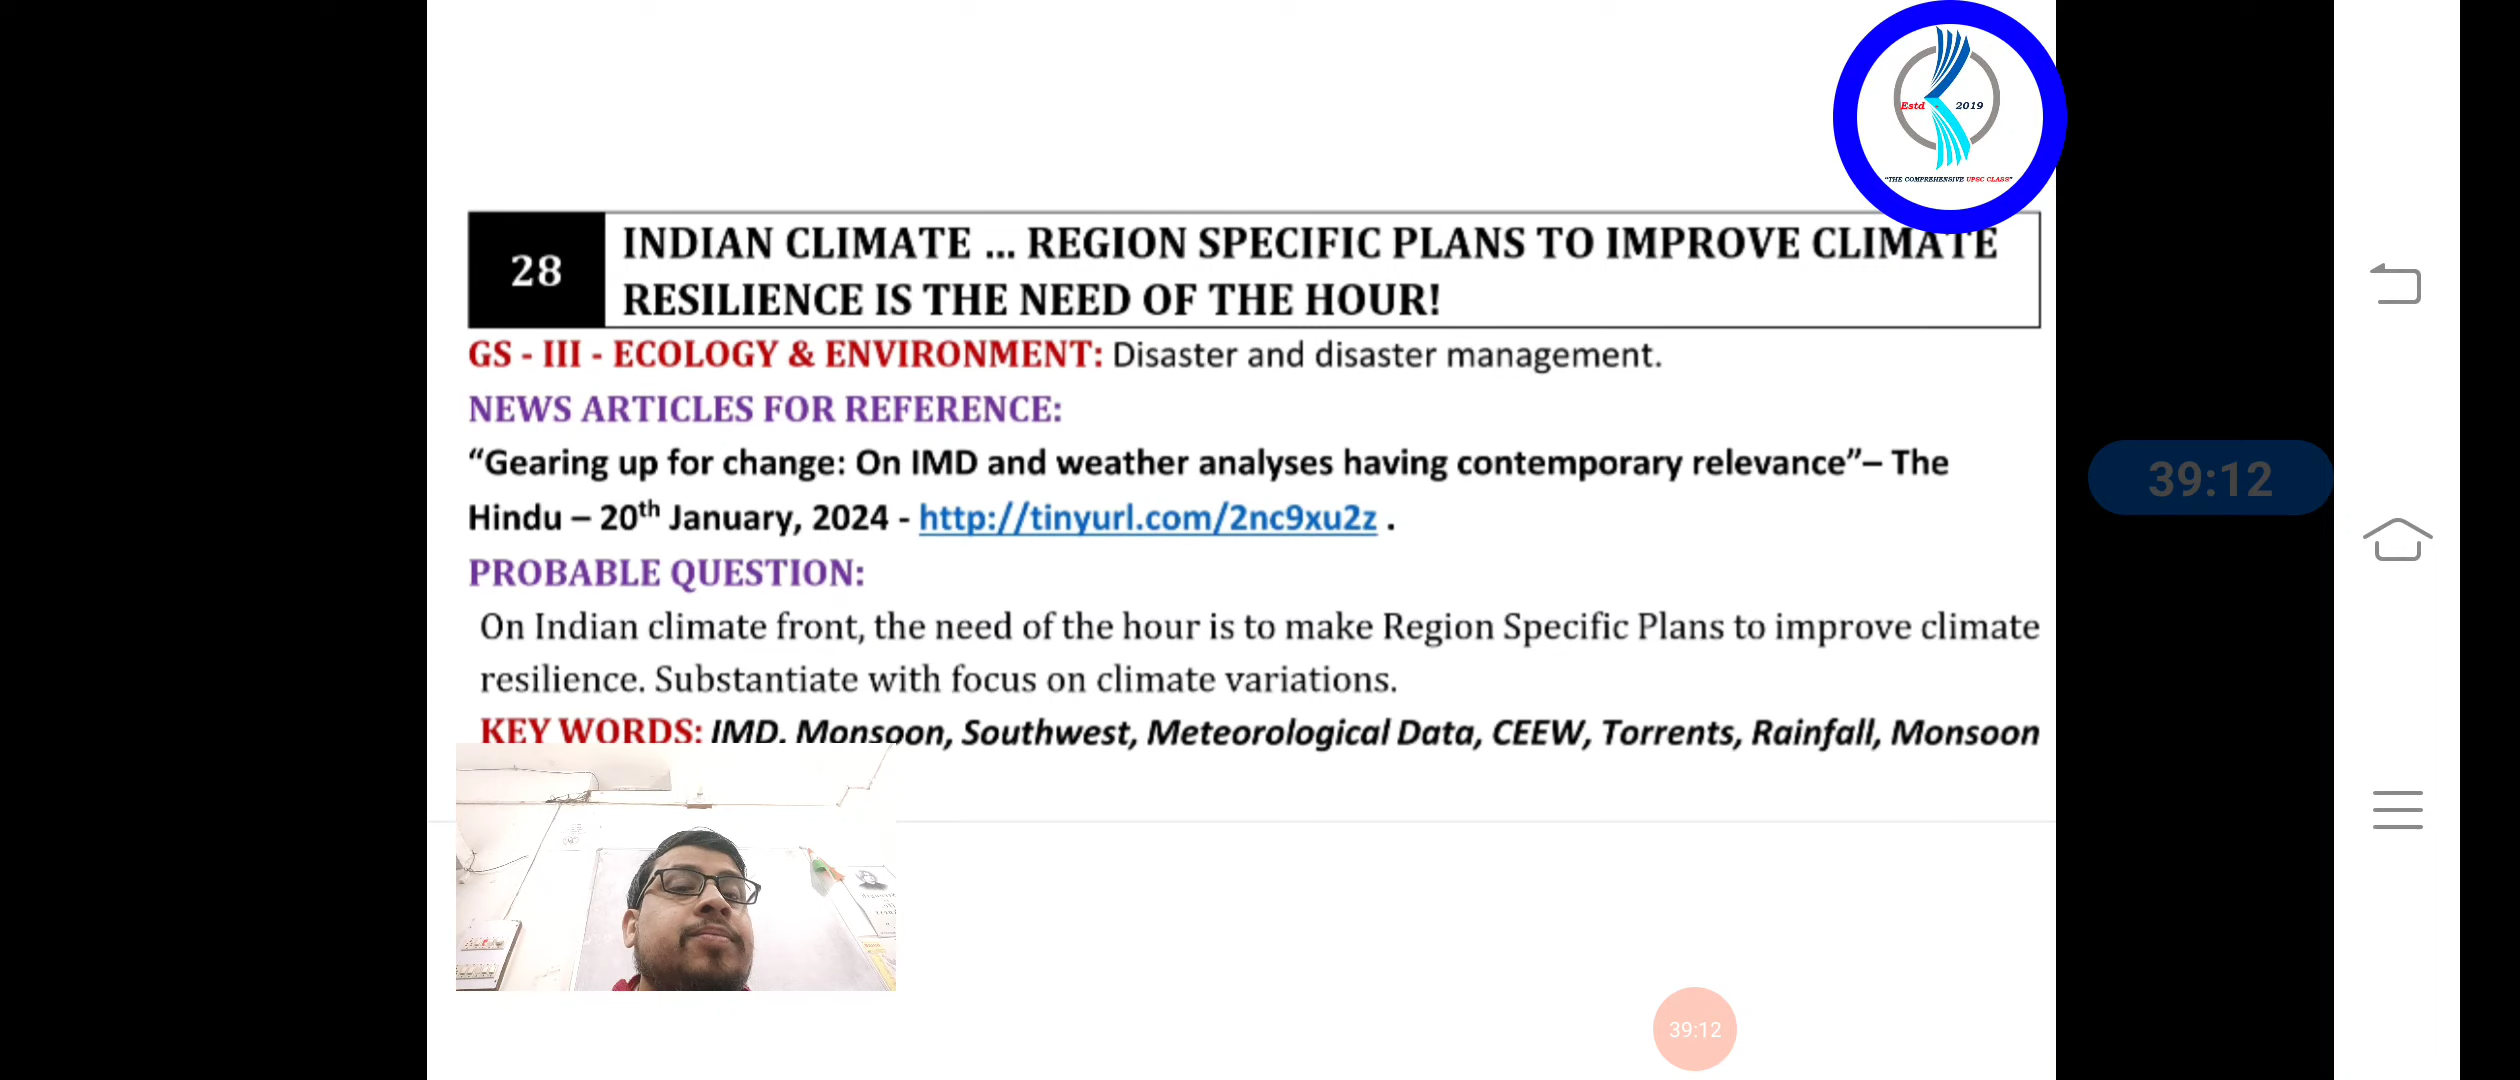 Estd - 2019
"THE COMPREHENSIVE UPSC CLASS"
28
INDIAN CLIMATE ... REGION SPECIFIC PLANS TO IMPROVE CLIMATE
RESILIENCE IS THE NEED OF THE HOUR!
GS - III - ECOLOGY & ENVIRONMENT: Disaster and disaster management.
NEWS ARTICLES FOR REFERENCE:
“Gearing up for change: On IMD and weather analyses having contemporary relevance”– The
Hindu – 20th January, 2024 - http://tinyurl.com/2nc9xu2z .
39:12
PROBABLE QUESTION:
On Indian climate front, the need of the hour is to make Region Specific Plans to improve climate
resilience. Substantiate with focus on climate variations.
KEY WORDS: IMD, Monsoon, Southwest, Meteorological Data, CEEW, Torrents, Rainfall, Monsoon
39:12